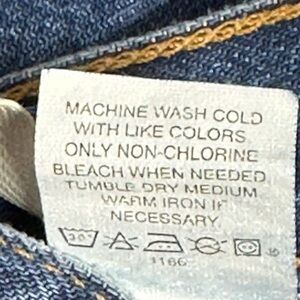 MACHINE WASH COLD
WITH LIKE COLORS
ONLY NON-CHLORINE
BLEACH WHEN NEEDED
TUMBLE DRY MEDIUM
WARM IRON IF
NECESSARY
30°
1166